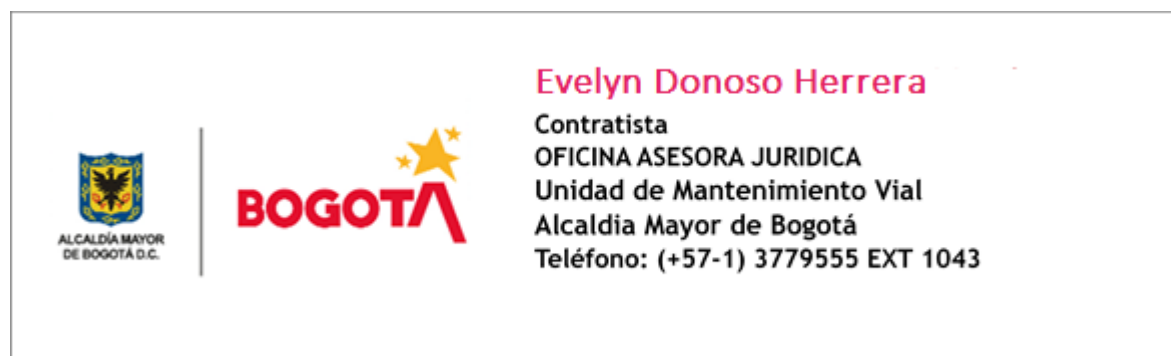 ALCALDÍA MAYOR
DE BOGOTÁ D.C.
BOGOTÁ
Evelyn Donoso Herrera
Contratista
OFICINA ASESORA JURIDICA
Unidad de Mantenimiento Vial
Alcaldia Mayor de Bogotá
Teléfono: (+57-1) 3779555 EXT 1043